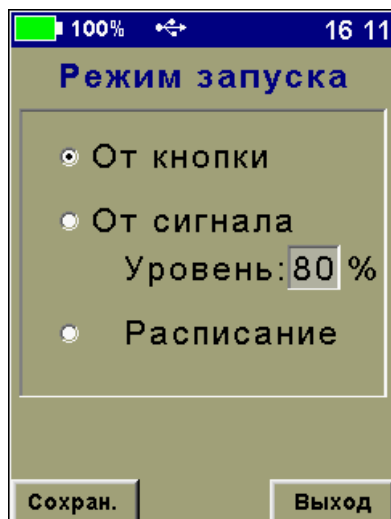 100% 16 11
Режим запуска
От кнопки
От сигнала
Уровень: 80 %
Расписание
Сохран. Выход